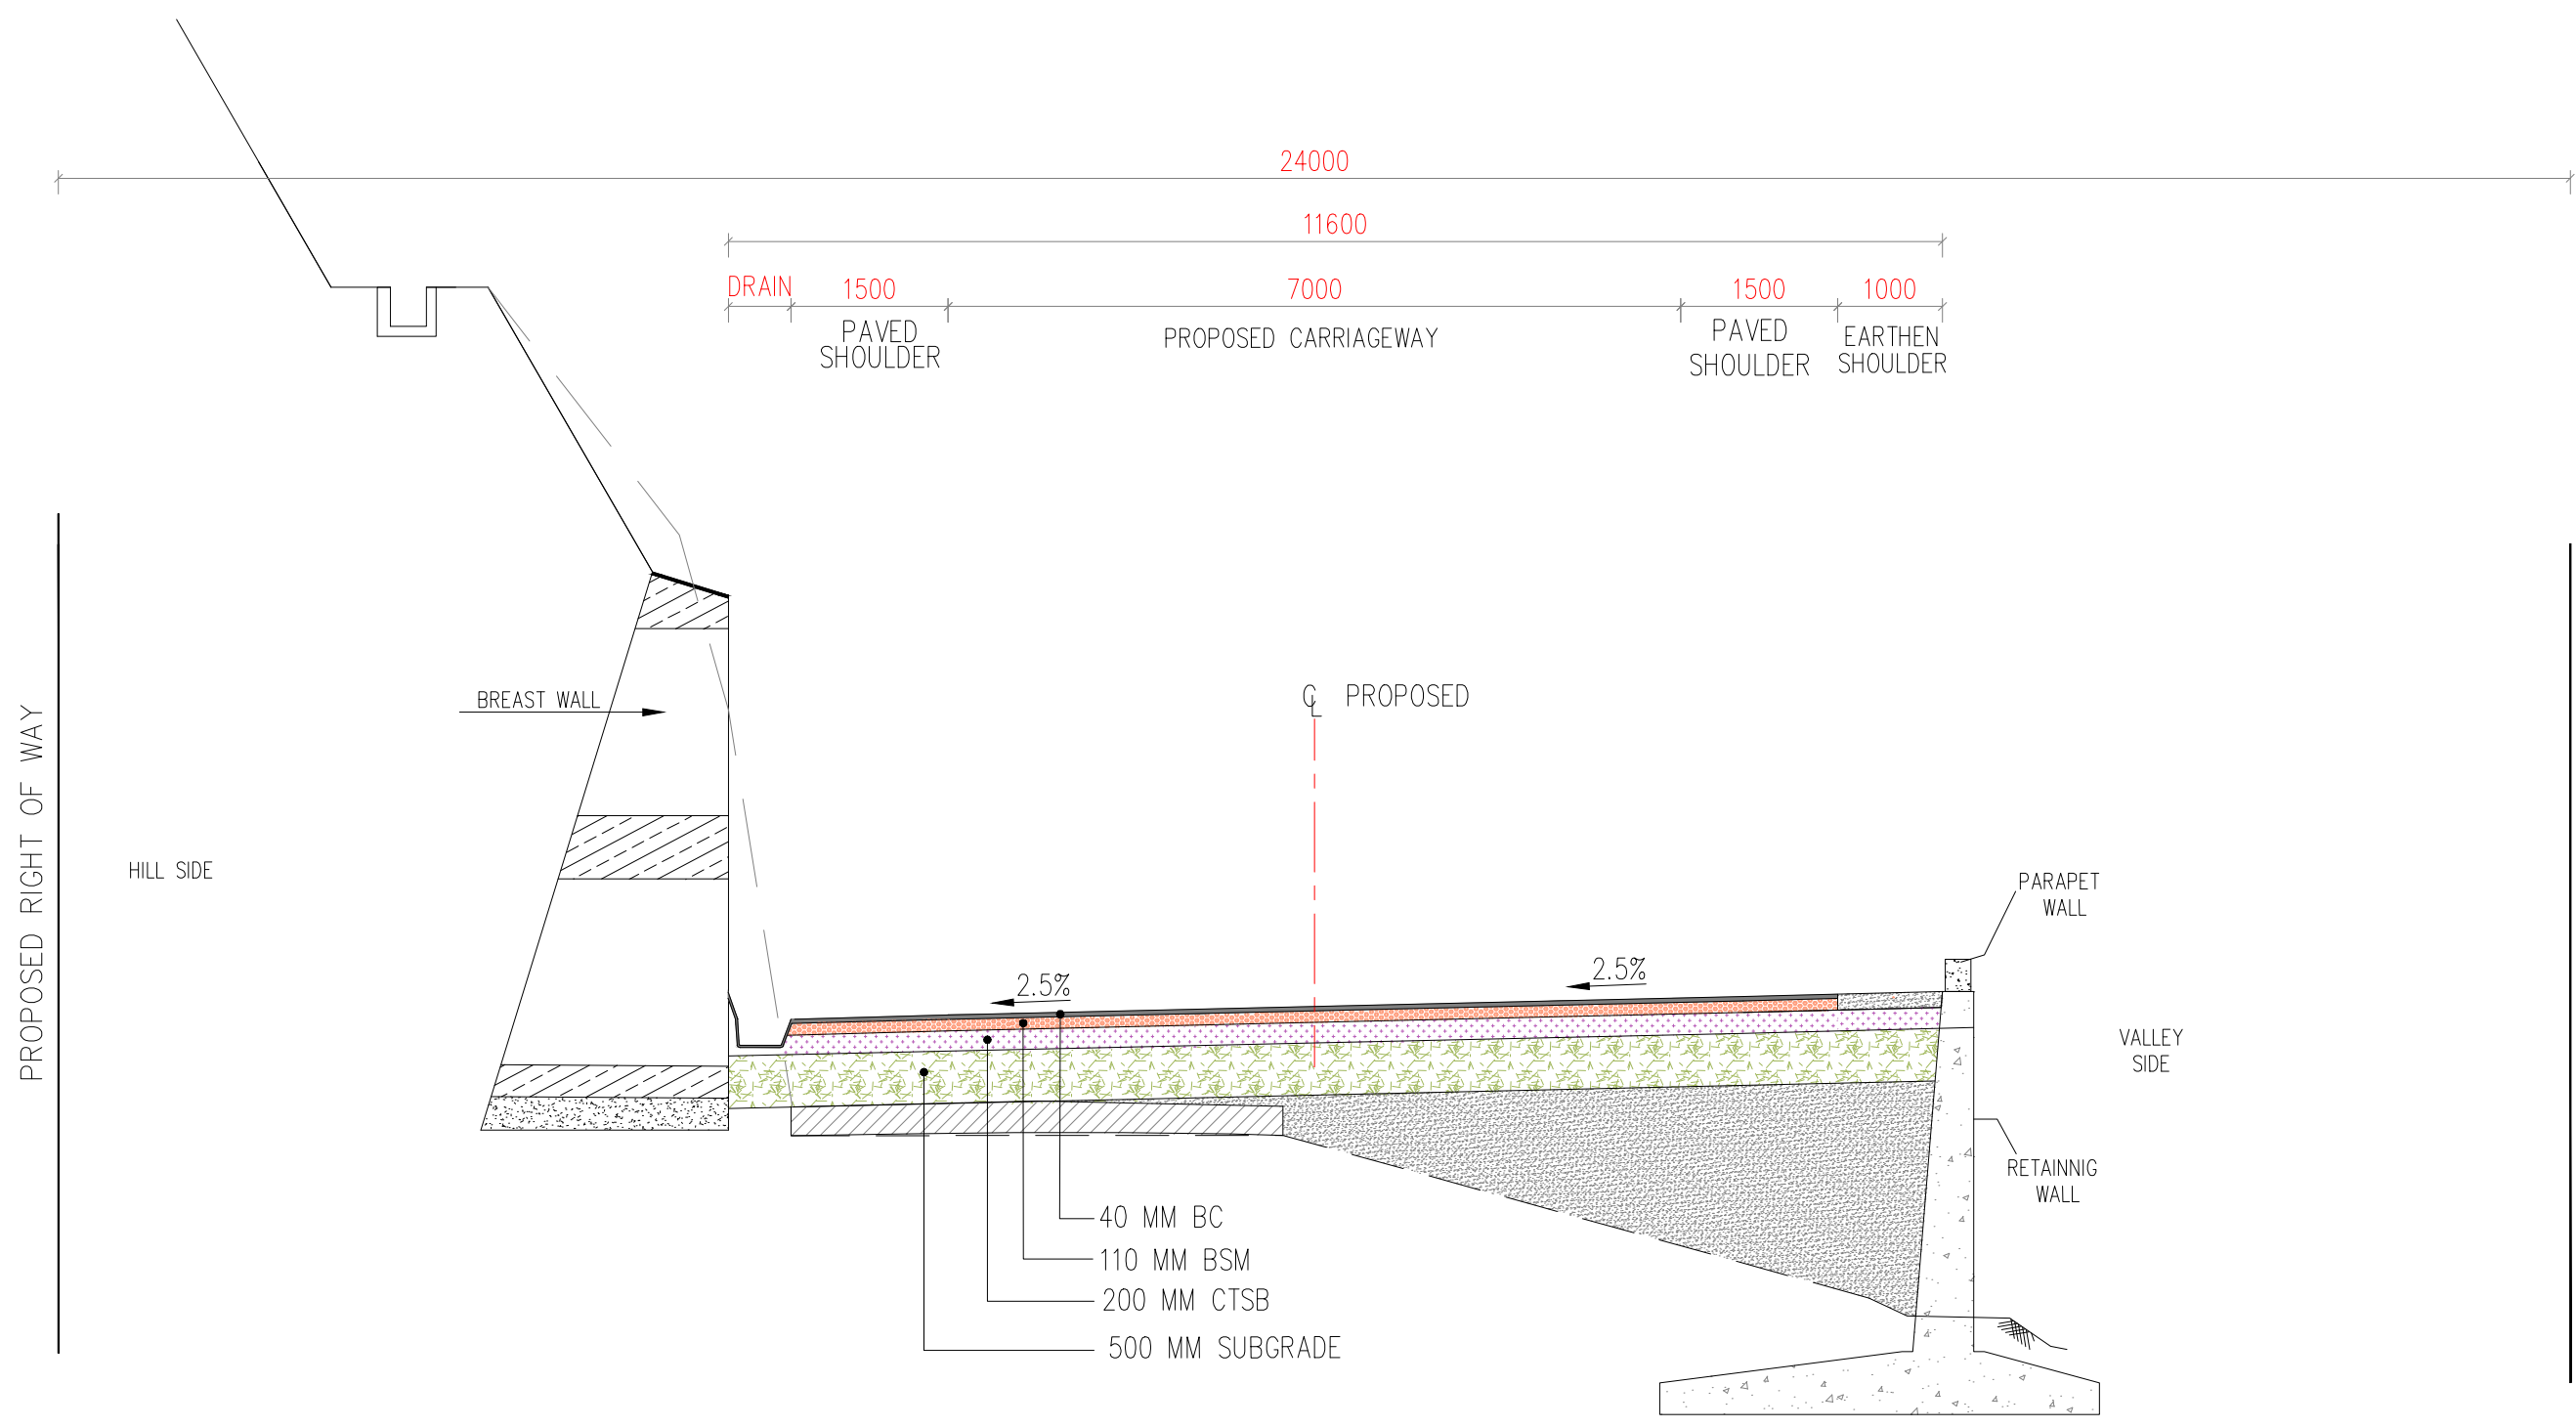 24000
11600
DRAIN
1500
7000
1500
1000
PAVED
SHOULDER
PROPOSED CARRIAGEWAY
PAVED
SHOULDER
EARTHEN
SHOULDER
BREAST WALL
CL PROPOSED
PROPOSED RIGHT OF WAY
HILL SIDE
PARAPET
WALL
2.5%
2.5%
VALLEY
SIDE
RETAINNIG
WALL
40 MM BC
110 MM BSM
200 MM CTSB
500 MM SUBGRADE